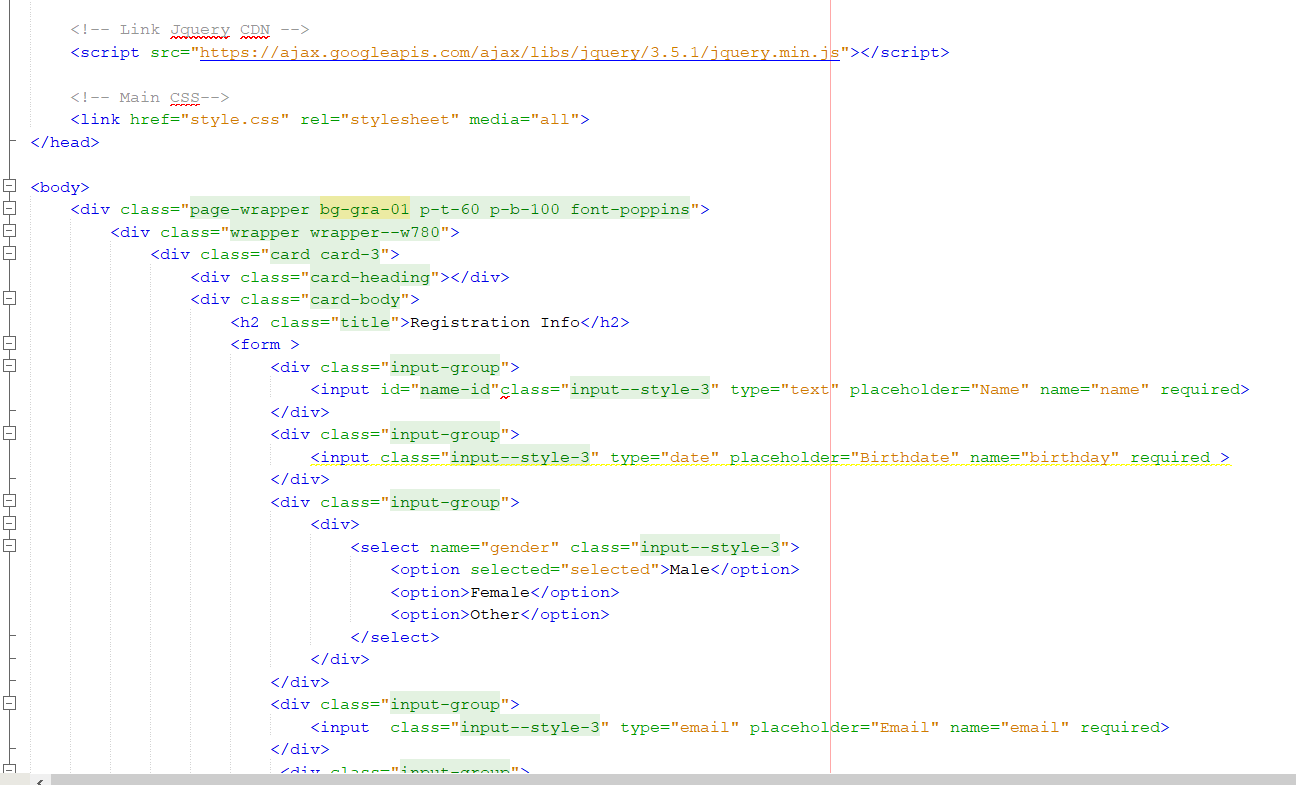 <!-- Link Jquery CDN -->
<script src="https://ajax.googleapis.com/ajax/libs/jquery/3.5.1/jquery.min.js"></script>
<!-- Main CSS-->
<link href="style.css" rel="stylesheet" media="all">
</head>
<body>
<div class="page-wrapper bg-gra-01 p-t-60 p-b-100 font-poppins">
<div class="wrapper wrapper--w780">
<div class="card card-3">
<div class="card-heading"></div>
<div class="card-body">
<h2 class="title">Registration Info</h2>
<form >
<div class="input-group">
<input id="name-id"class="input--style-3" type="text" placeholder="Name" name="name" required>
</div>
<div class="input-group">
<input class="input--style-3" type="date" placeholder="Birthdate" name="birthday" required >
</div>
<div class="input-group">
<div>
<select name="gender" class="input--style-3">
<option selected="selected">Male</option>
<option>Female</option>
<option>Other</option>
</select>
</div>
</div>
<div class="input-group">
<input  class="input--style-3" type="email" placeholder="Email" name="email" required>
</div>
<div class="input-group">